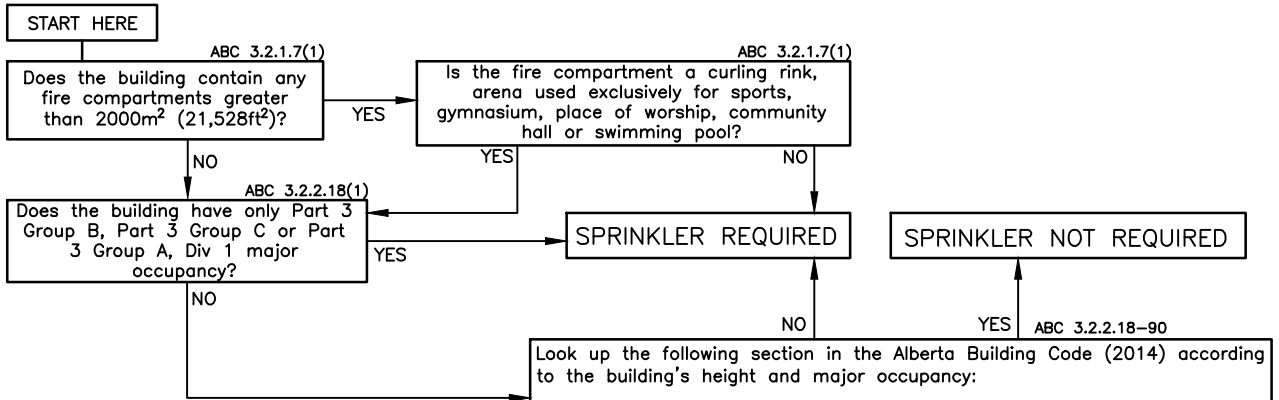 START HERE
ABC 3.2.1.7(1)
Does the building contain any
fire compartments greater
than 2000m² (21,528ft²)?
YES
ABC 3.2.1.7(1)
Is the fire compartment a curling rink,
arena used exclusively for sports,
gymnasium, place of worship, community
hall or swimming pool?
NO
YES
NO
ABC 3.2.2.18(1)
Does the building have only Part 3
Group B, Part 3 Group C or Part
3 Group A, Div 1 major
occupancy?
YES
SPRINKLER REQUIRED
SPRINKLER NOT REQUIRED
NO
NO
YES
ABC 3.2.2.18-90
Look up the following section in the Alberta Building Code (2014) according
to the building's height and major occupancy: